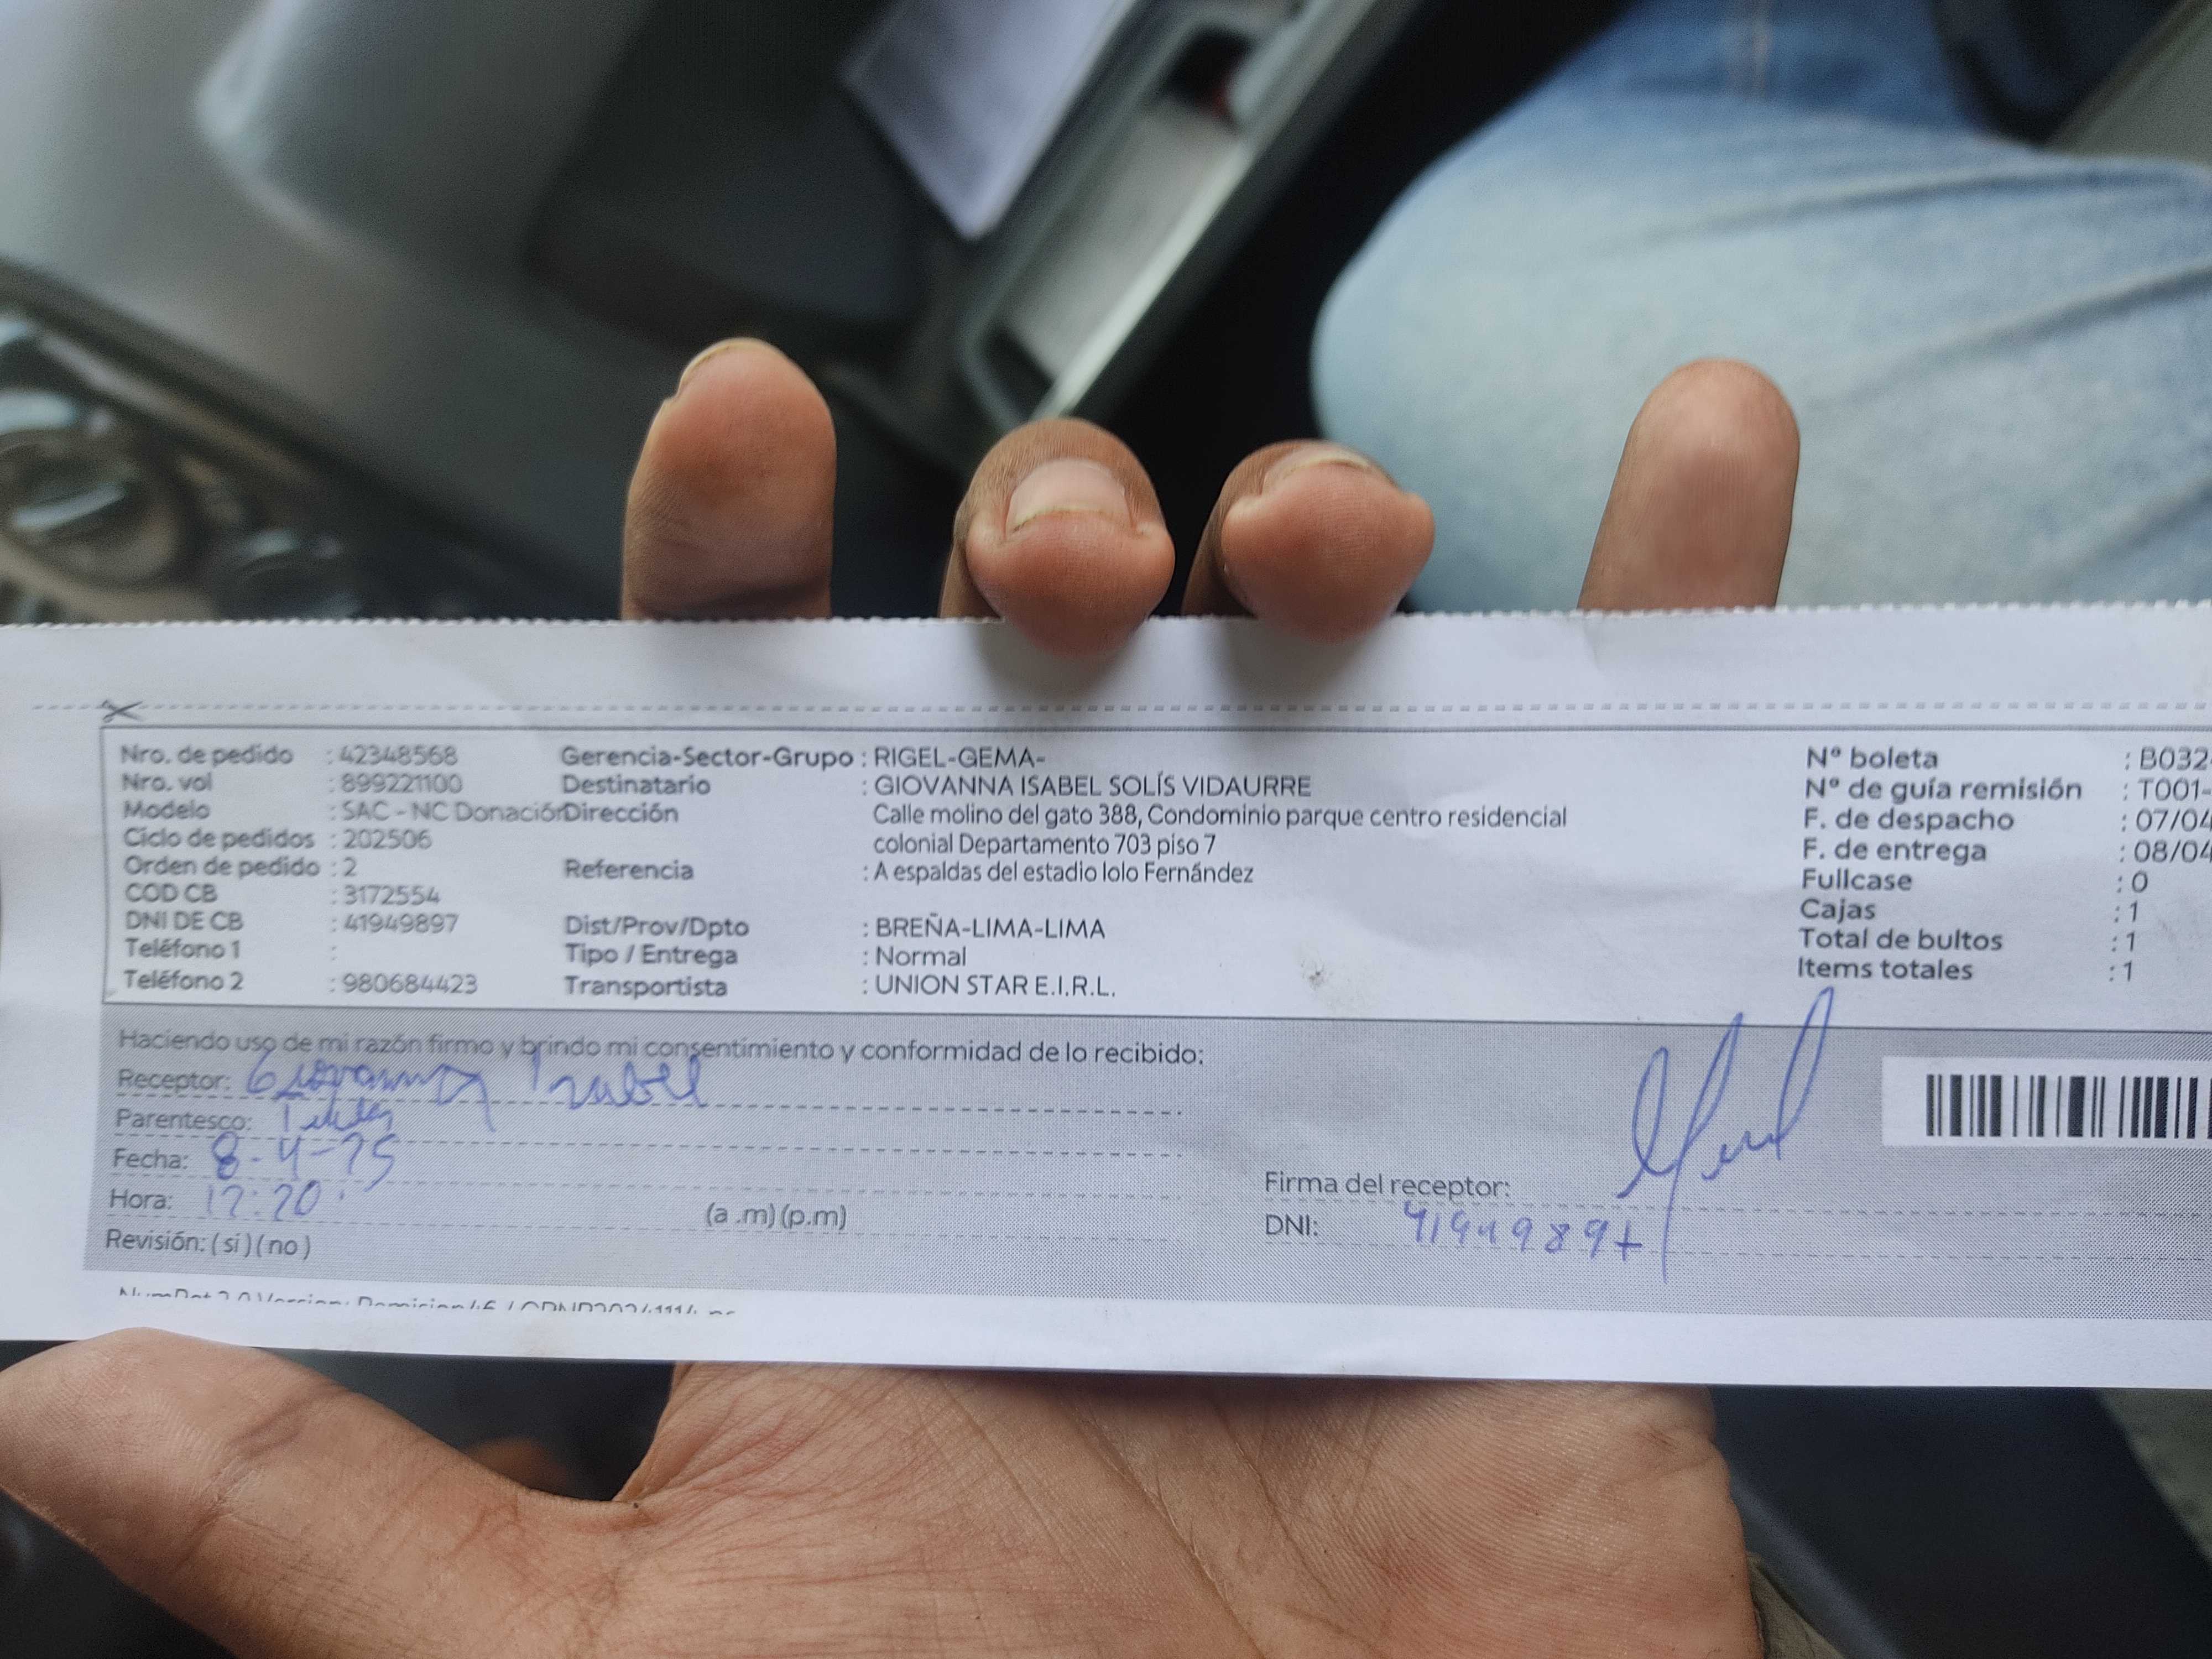 Nro. de pedido : 42348568 Gerencia-Sector-Grupo : RIGEL-GEMA- N° boleta : B032-
Nro. vol : 899221100 Destinatario : GIOVANNA ISABEL SOLÍS VIDAURRE N° de guía remisión : T001-
Modelo : SAC - NC Donación Dirección Calle molino del gato 388, Condominio parque centro residencial F. de despacho : 07/04
Ciclo de pedidos : 202506 colonial Departamento 703 piso 7 F. de entrega : 08/04
Orden de pedido : 2 Referencia : A espaldas del estadio lolo Fernández Fullcase : 0
COD CB : 3172554 Cajas : 1
DNI DE CB : 41949897 Dist/Prov/Dpto : BREÑA-LIMA-LIMA Total de bultos : 1
Teléfono 1 : Tipo / Entrega : Normal Items totales : 1
Teléfono 2 : 980684423 Transportista : UNION STAR E.I.R.L.
Haciendo uso de mi razón firmo y brindo mi consentimiento y conformidad de lo recibido:
Receptor: Giovanna Isabel
Parentesco:
Fecha: 8-4-25
Hora: 12:20 (a .m) (p.m) Firma del receptor:
Revisión: ( si ) ( no ) DNI: 41949897